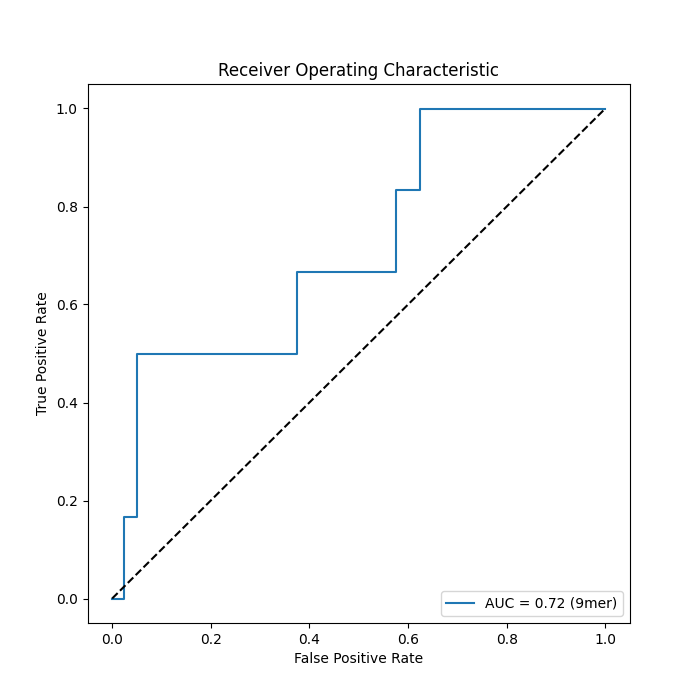 Receiver Operating Characteristic
1.0
0.8
0.6
0.4
0.2
0.0
True Positive Rate
0.0 0.2 0.4 0.6 0.8 1.0
False Positive Rate
AUC = 0.72 (9mer)